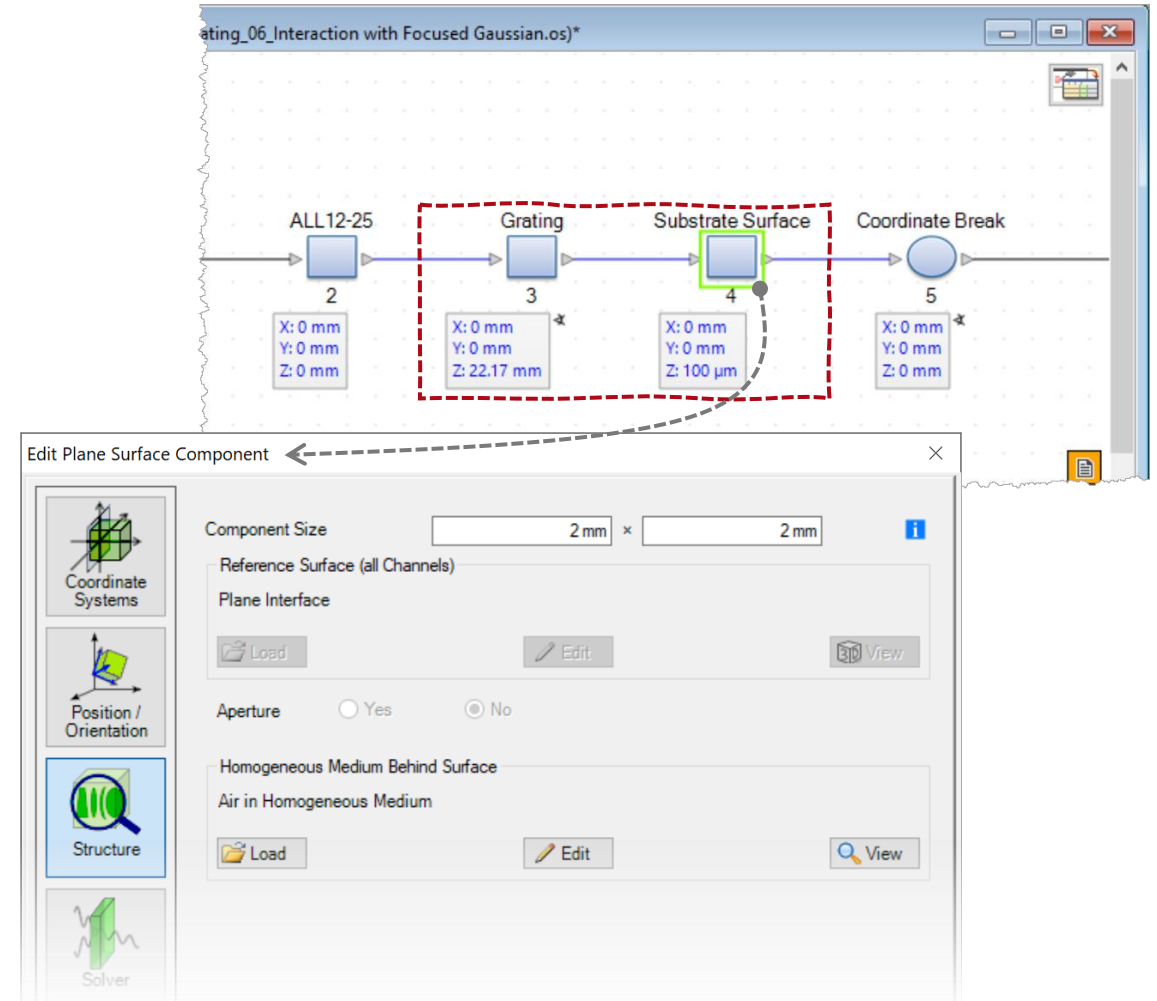 ating_06_Interaction with Focused Gaussian.os)*
ALL12-25
Grating
Substrate Surface
Coordinate Break
2
3
4
5
X: 0 mm
Y: 0 mm
Z: 0 mm
X: 0 mm
Y: 0 mm
Z: 22.17 mm
X: 0 mm
Y: 0 mm
Z: 100 µm
X: 0 mm
Y: 0 mm
Z: 0 mm
Edit Plane Surface Component
Coordinate
Systems
Position /
Orientation
Structure
Solver
Component Size
2 mm
×
2 mm
i
Reference Surface (all Channels)
Plane Interface
Load
Edit
3D View
Aperture
Yes
No
Homogeneous Medium Behind Surface
Air in Homogeneous Medium
Load
Edit
View